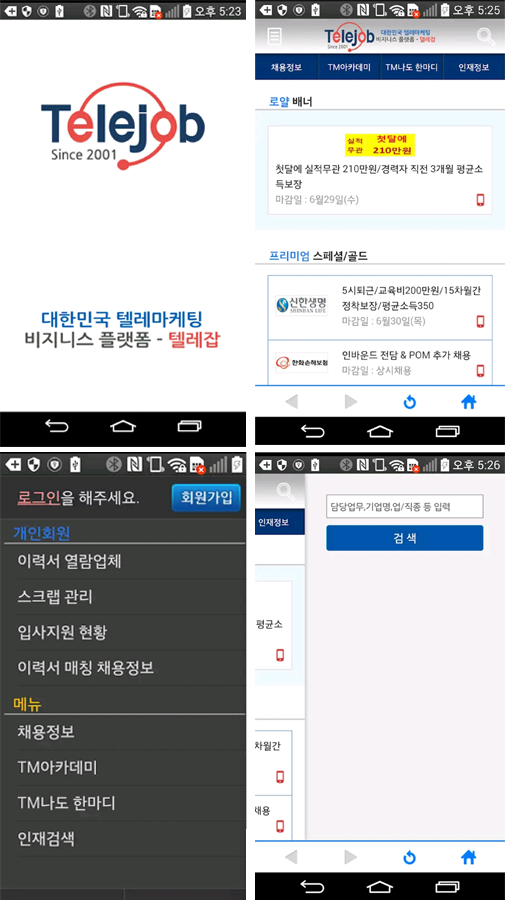 오후 5:23
Telejob
Since 2001
대한민국 텔레마케팅
비지니스 플랫폼 - 텔레잡
오후 5:25
Telejob
Since 2001
대한민국 텔레마케팅
비지니스 플랫폼 - 텔레잡
채용정보
TM아카데미
TM나도 한마디
인재정보
로얄 배너
실적
무관
첫달에
210만원
첫달에 실적무관 210만원/경력자 직전 3개월 평균소
득보장
마감일 : 6월29일(수)
프리미엄 스페셜/골드
신한생명
SHINHAN LIFE
5시퇴근/교육비200만원/15차월간
정착보장/평균소득350
마감일 : 6월30일(목)
한화손해보험
인바운드 전담 & POM 추가 채용
마감일 : 상시채용
로그인을 해주세요.
회원가입
개인회원
이력서 열람업체
스크랩 관리
입사지원 현황
이력서 매칭 채용정보
메뉴
채용정보
TM아카데미
TM나도 한마디
인재검색
오후 5:26
인재정보
평균소
차월간
채용
담당업무,기업명,업/직종 등 입력
검 색